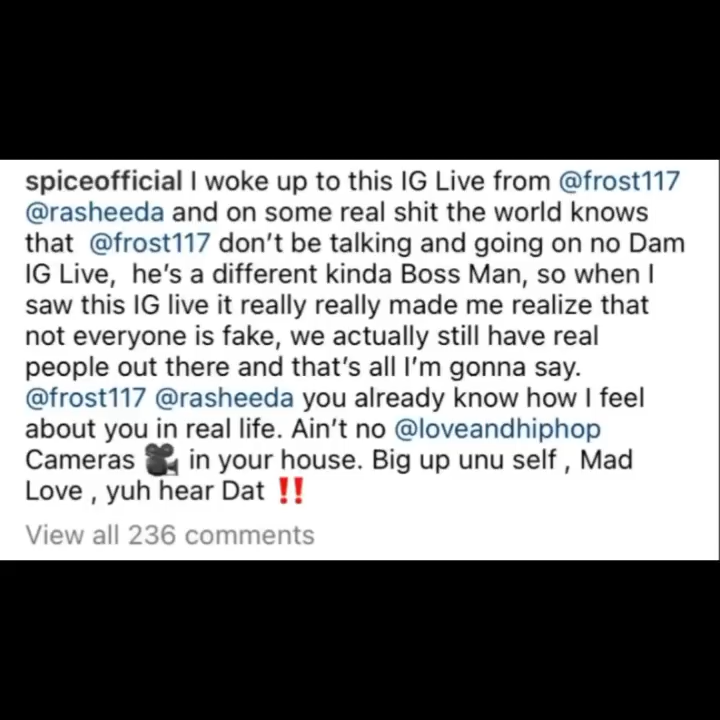 spiceofficial I woke up to this IG Live from @frost117
@rasheeda and on some real shit the world knows
that @frost117 don't be talking and going on no Dam
IG Live, he's a different kinda Boss Man, so when I
saw this IG live it really really made me realize that
not everyone is fake, we actually still have real
people out there and that's all I'm gonna say.
@frost117 @rasheeda you already know how I feel
about you in real life. Ain't no @loveandhiphop
Cameras 🎥 in your house. Big up unu self , Mad
Love , yuh hear Dat ‼️
View all 236 comments